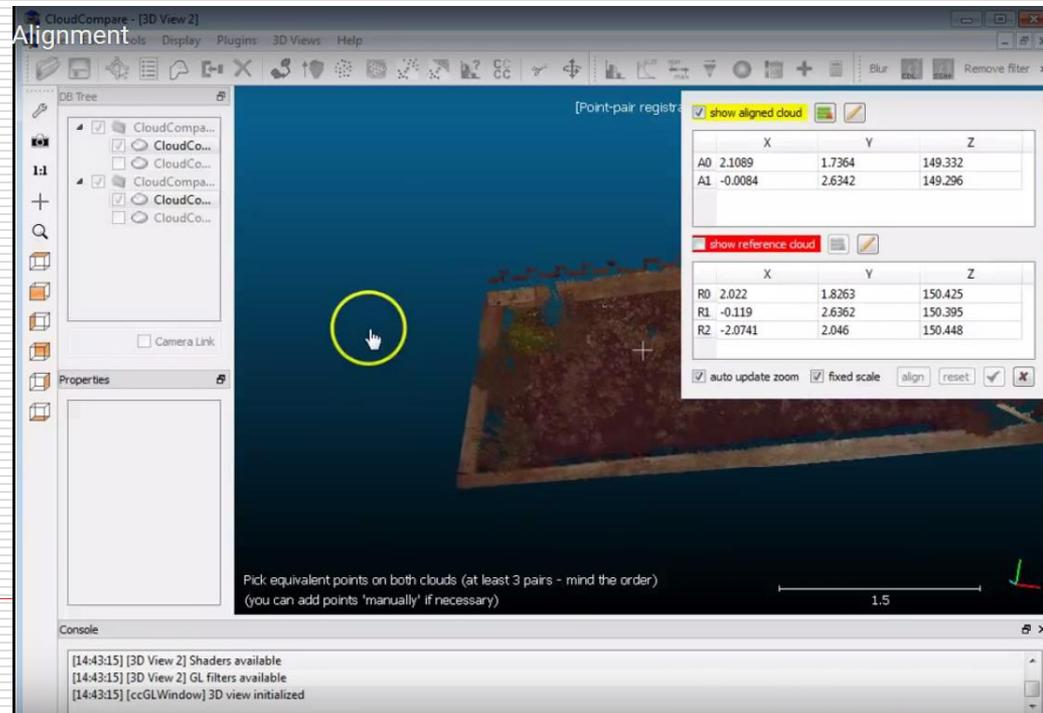 CloudCompare - [3D View 2]
Alignment
ools Display Plugins 3D Views Help
Blur Remove filter
DB Tree
CloudCompa...
CloudCo...
CloudCo...
CloudCompa...
CloudCo...
CloudCo...
1:1
Camera Link
Properties
[Point-pair registra
show aligned cloud
X Y Z
A0 2.1089 1.7364 149.332
A1 -0.0084 2.6342 149.296
show reference cloud
X Y Z
R0 2.022 1.8263 150.425
R1 -0.119 2.6362 150.395
R2 -2.0741 2.046 150.448
auto update zoom fixed scale align reset
Pick equivalent points on both clouds (at least 3 pairs - mind the order)
(you can add points 'manually' if necessary)
1.5
Console
[14:43:15] [3D View 2] Shaders available
[14:43:15] [3D View 2] GL filters available
[14:43:15] [ccGLWindow] 3D view initialized